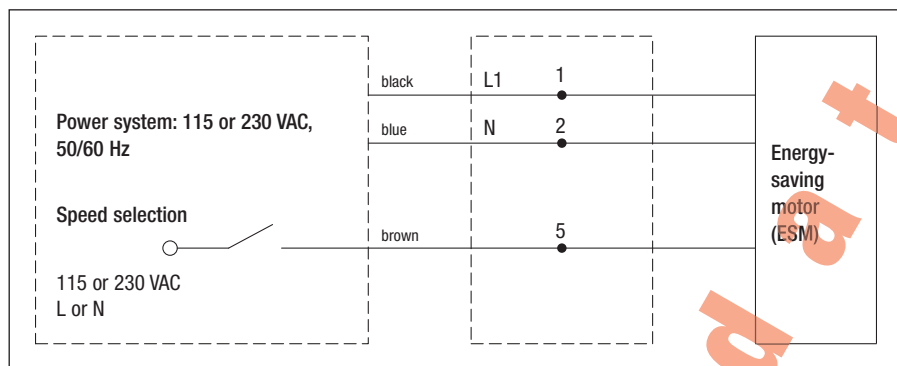 black
L1
1
Power system: 115 or 230 VAC,
50/60 Hz
blue
N
2
Energy-
saving
motor
(ESM)
Speed selection
brown
5
115 or 230 VAC
L or N
d a t